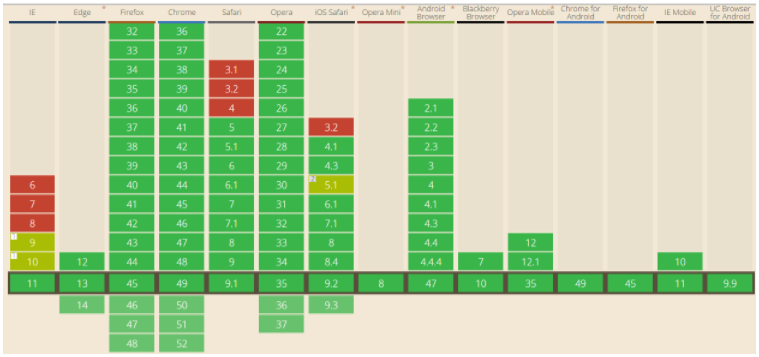 IE Edge * Firefox Chrome Safari Opera iOS Safari * Opera Mini * Android Browser * Blackberry Browser Opera Mobile * Chrome for Android Firefox for Android IE Mobile UC Browser for Android
32 36 22
33 37 23
34 38 3.1 24
35 39 3.2 25
36 40 4 26 2.1
37 41 5 27 3.2 2.2
38 42 5.1 28 4.1 2.3
39 43 6 29 4.3 3
6 40 44 6.1 30 5.1 4
7 41 45 7 31 6.1 4.1
8 42 46 7.1 32 7.1 4.3
9 43 47 8 33 8 4.4 12
10 12 44 48 9 34 8.4 4.4.4 7 12.1 10
11 13 45 49 9.1 35 9.2 8 47 10 35 49 45 11 9.9
14 46 50 36 9.3
47 51 37
48 52